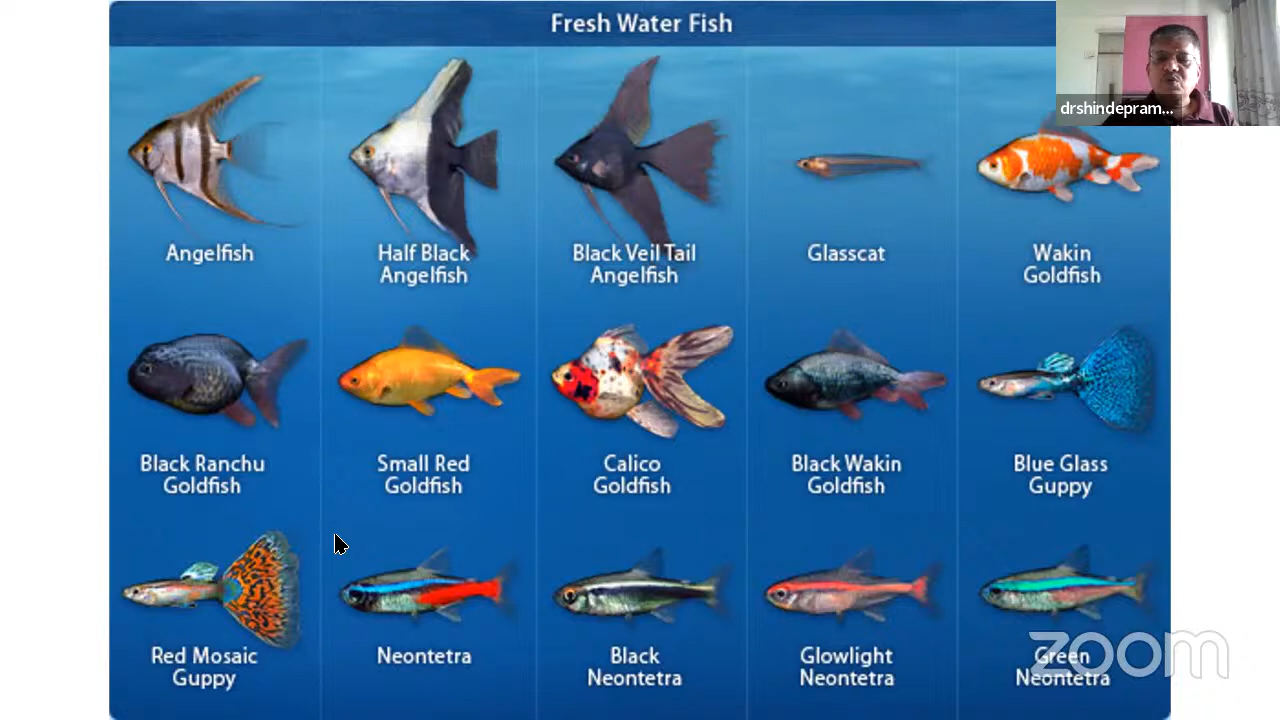 Fresh Water Fish
drshindepram...
Angelfish
Half Black
Angelfish
Black Veil Tail
Angelfish
Glasscat
Wakin
Goldfish
Black Ranchu
Goldfish
Small Red
Goldfish
Calico
Goldfish
Black Wakin
Goldfish
Blue Glass
Guppy
Red Mosaic
Guppy
Neontetra
Black
Neontetra
Glowlight
Neontetra
Green
Neontetra
zoom